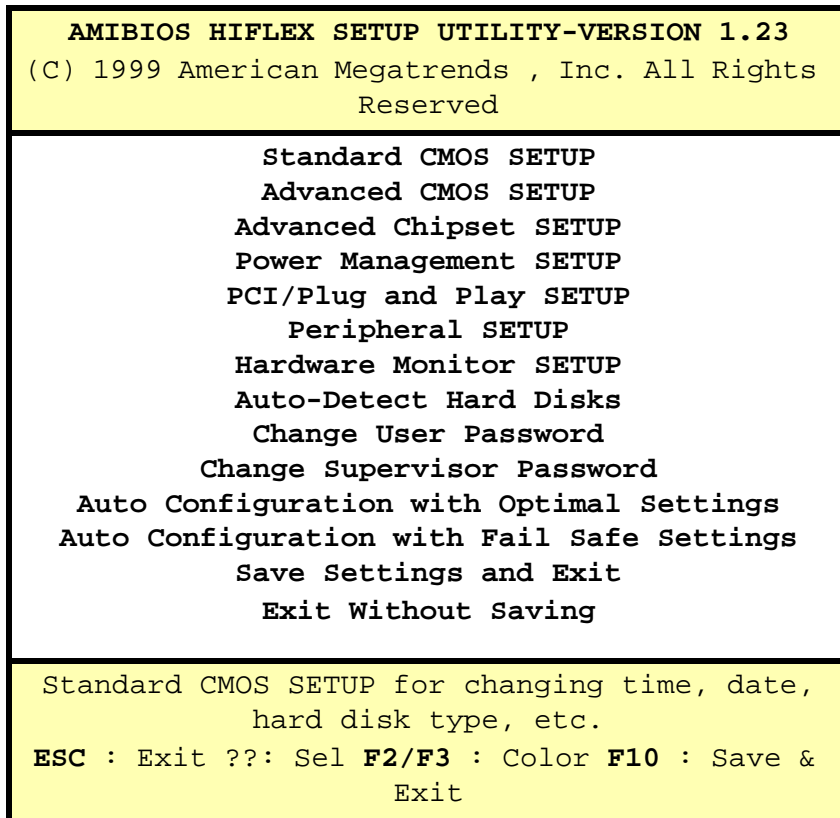 AMIBIOS HIFLEX SETUP UTILITY-VERSION 1.23
(C) 1999 American Megatrends , Inc. All Rights
Reserved
Standard CMOS SETUP
Advanced CMOS SETUP
Advanced Chipset SETUP
Power Management SETUP
PCI/Plug and Play SETUP
Peripheral SETUP
Hardware Monitor SETUP
Auto-Detect Hard Disks
Change User Password
Change Supervisor Password
Auto Configuration with Optimal Settings
Auto Configuration with Fail Safe Settings
Save Settings and Exit
Exit Without Saving
Standard CMOS SETUP for changing time, date,
hard disk type, etc.
ESC : Exit ??: Sel F2/F3 : Color F10 : Save &
Exit